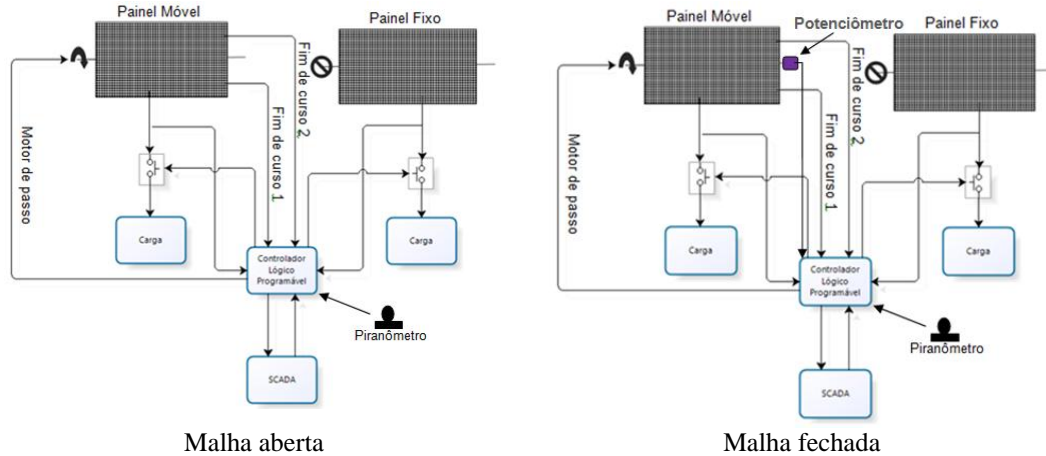 Painel Móvel
Painel Fixo
Fim de curso 2
Fim de curso 1
Motor de passo
Carga
Carga
Controlador
Lógico
Programável
Piranômetro
SCADA
Malha aberta
Painel Móvel
Potenciômetro
Painel Fixo
Fim de curso 2
Fim de curso 1
Motor de passo
Carga
Carga
Controlador
Lógico
Programável
Piranômetro
SCADA
Malha fechada